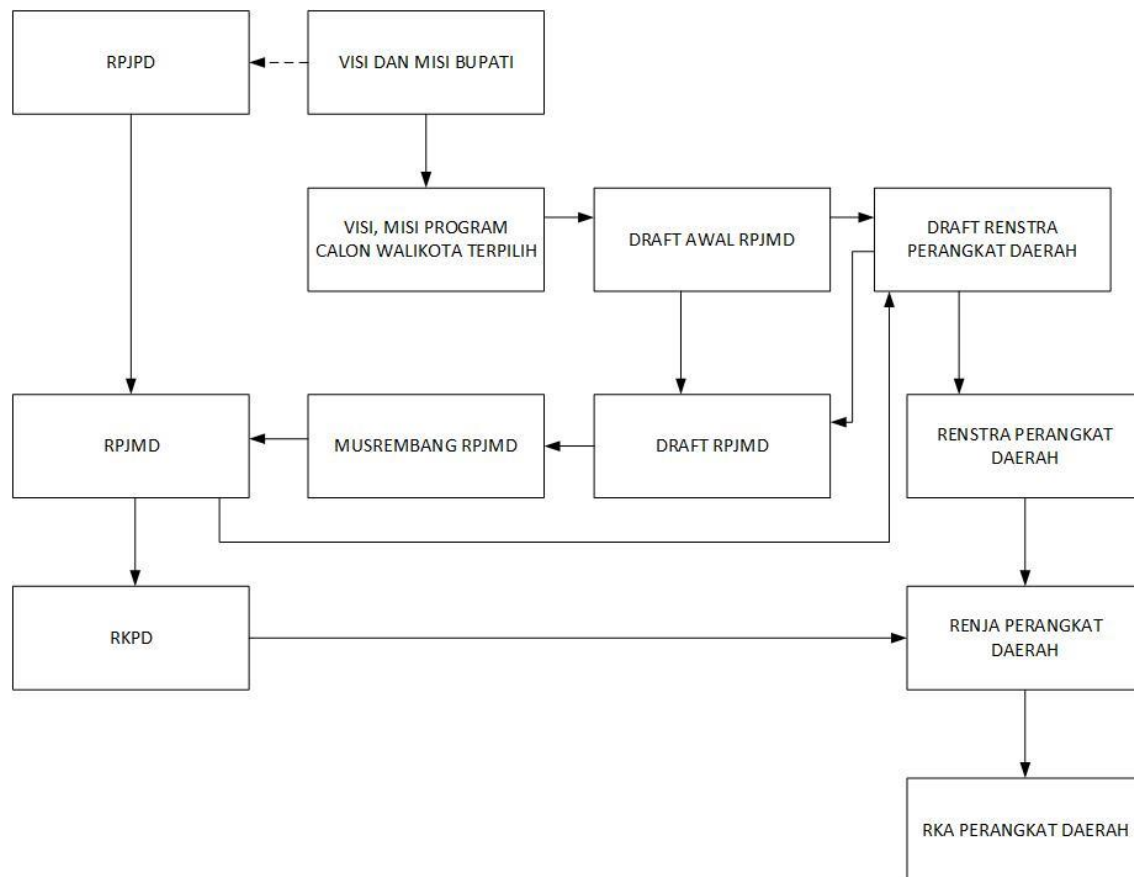 RPJPD
VISI DAN MISI BUPATI
VISI, MISI PROGRAM
CALON WALIKOTA TERPILIH
DRAFT AWAL RPJMD
DRAFT RENSTRA
PERANGKAT DAERAH
RPJMD
MUSREMBANG RPJMD
DRAFT RPJMD
RENSTRA PERANGKAT
DAERAH
RKPD
RENJA PERANGKAT
DAERAH
RKA PERANGKAT DAERAH